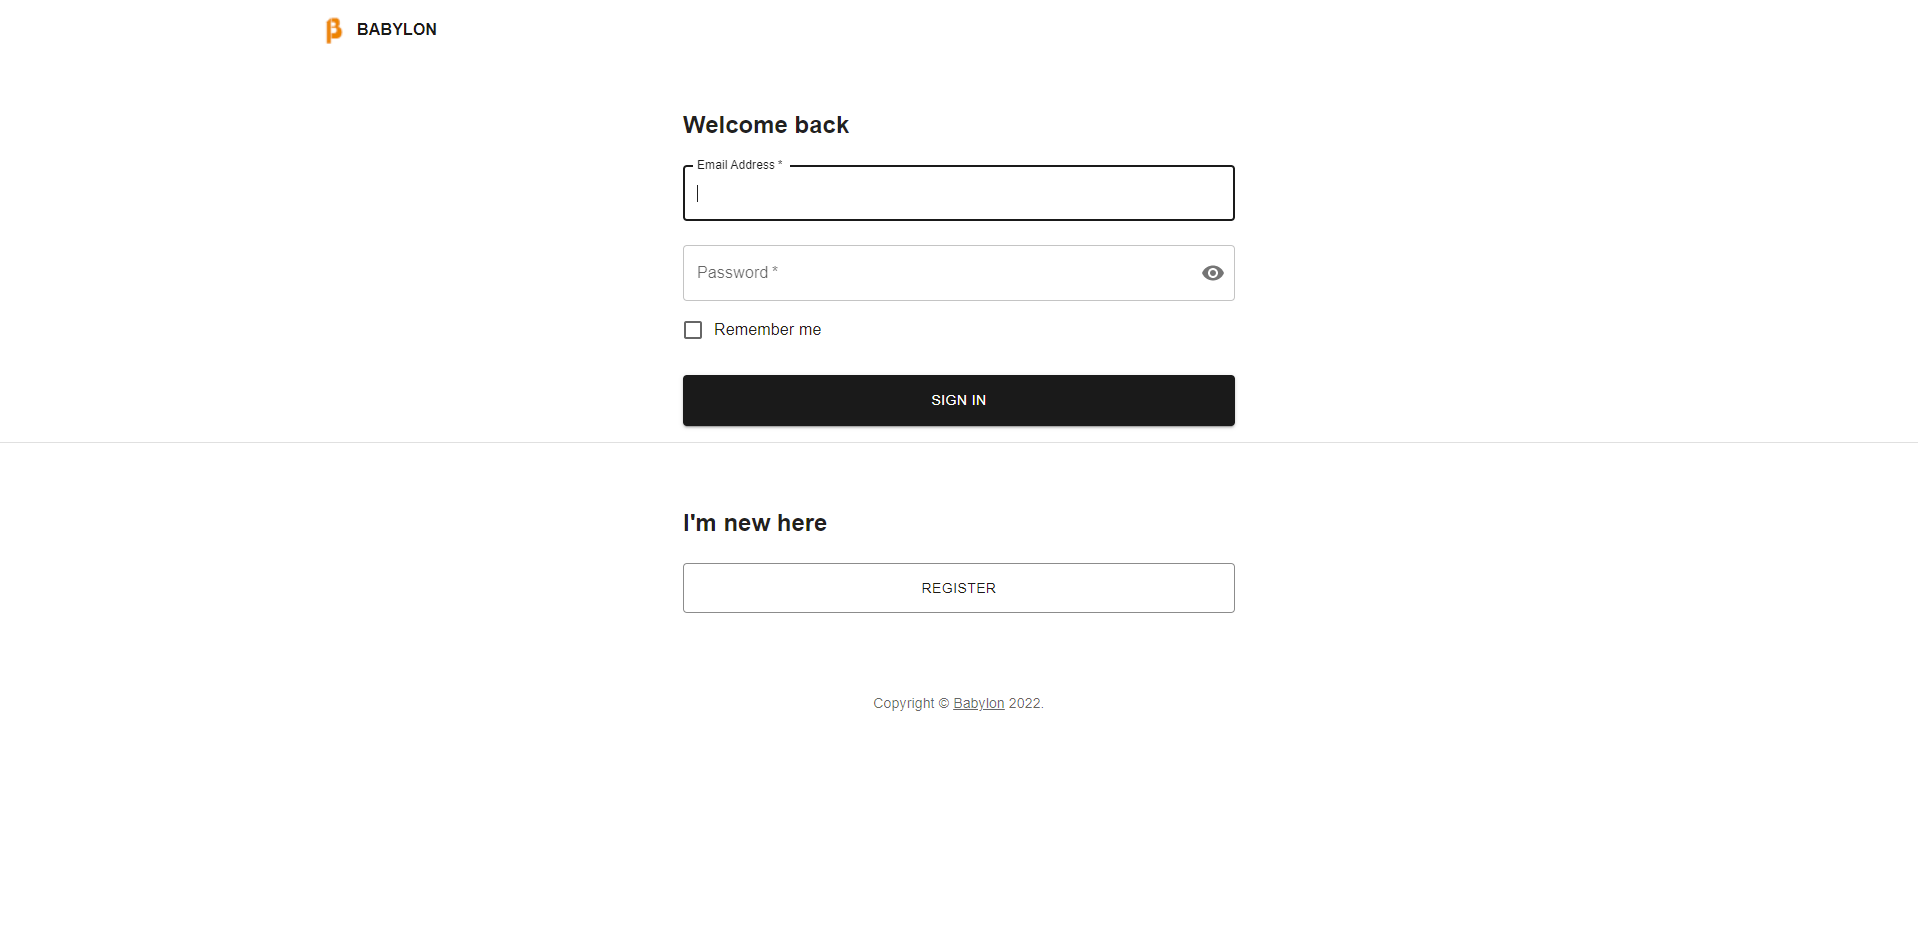 BABYLON
Welcome back
Email Address *
Password *
Remember me
SIGN IN
I'm new here
REGISTER
Copyright © Babylon 2022.